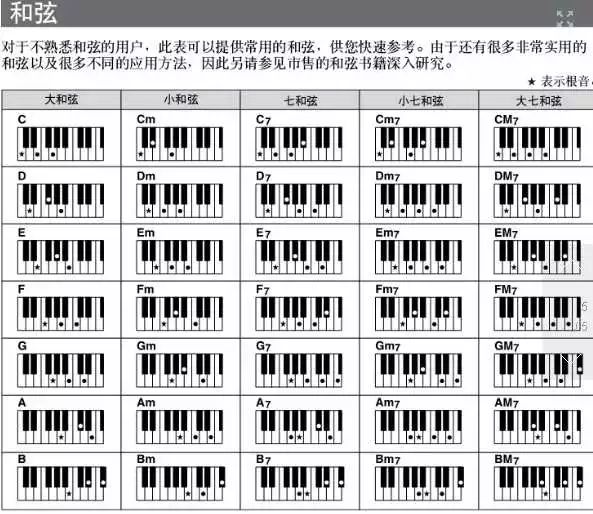 和弦
对于不熟悉和弦的用户，此表可以提供常用的和弦，供您快速参考。由于还有很多非常实用的
和弦以及很多不同的应用方法，因此另请参见市售的和弦书籍深入研究。
★ 表示根音。
大和弦 小和弦 七和弦 小七和弦 大七和弦
C Cm C7 Cm7 CM7
D Dm D7 Dm7 DM7
E Em E7 Em7 EM7
F Fm F7 Fm7 FM7
G Gm G7 Gm7 GM7
A Am A7 Am7 AM7
B Bm B7 Bm7 BM7